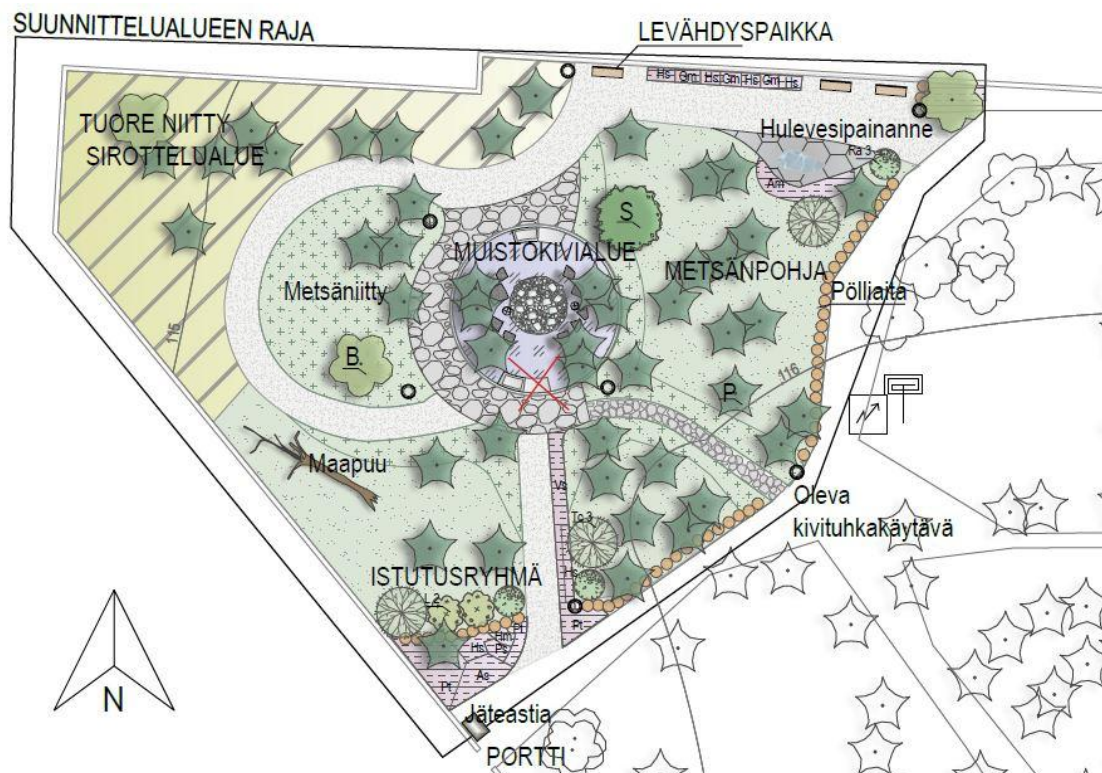 SUUNNITTELUALUEEN RAJA
LEVÄHDYSPAIKKA
Hs Gm Hs Gm Hs Gm Hs
TUORE NIITTY
SIROTTELUALUE
Hulevesipainanne
Ra 3
Am
S
MUISTOKIVIALUE
METSÄNPOHJA
Metsäniitty
Pölliaita
115
B.
116
P
Maapuu
Vs
Oleva
kivituhkakäytävä
Tc 3
ISTUTUSRYHMÄ
L2
Hs
Pt
Hm
Hs Ps
Pt
As
Pt
N
Jäteastia
PORTTI